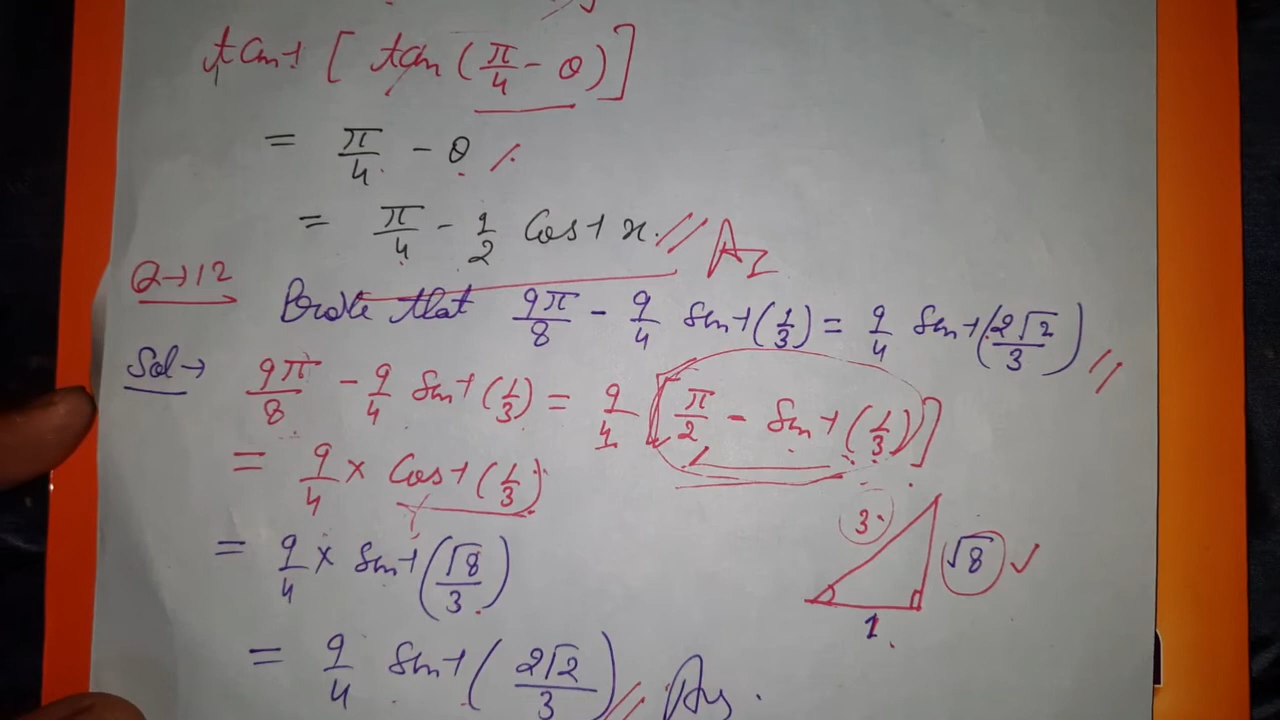 tan-1 [ tan (π/4 - θ) ]
= π/4 - θ
= π/4 - 1/2 Cos-1 x. // Ans
Q→12 Prove that 9π/8 - 9/4 Sin-1(1/3) = 9/4 Sin-1(2√2/3) //
Sol→ 9π/8 - 9/4 Sin-1(1/3) = 9/4 [π/2 - Sin-1(1/3)]
= 9/4 × Cos-1(1/3)
3
= 9/4 × Sin-1(√8/3)
√8 ✓
1
= 9/4 Sin-1(2√2/3) // Ans.